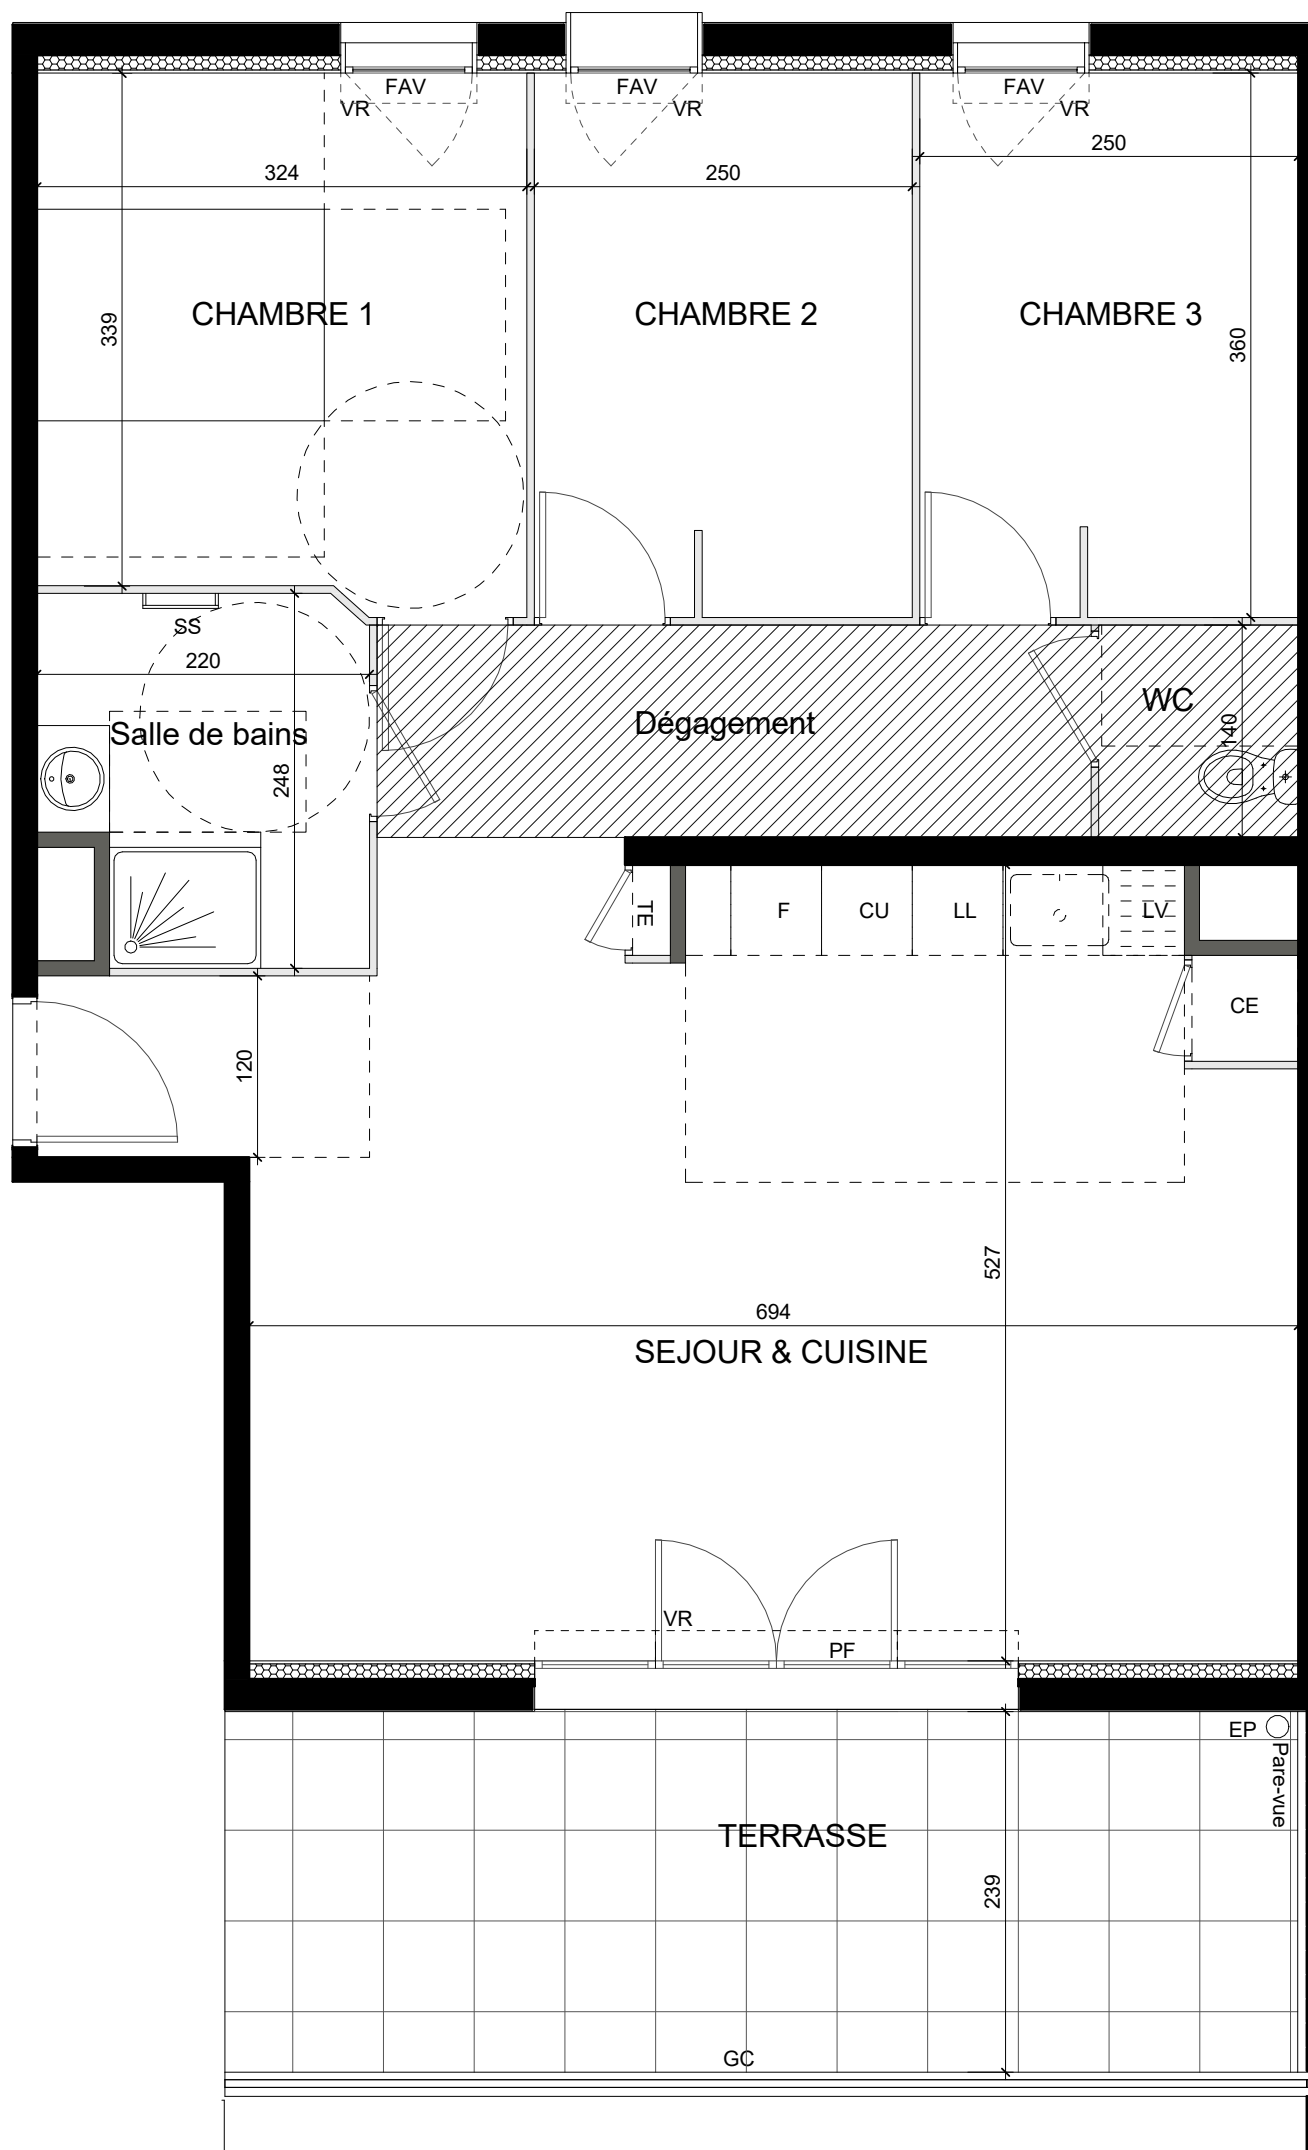 FAV
VR
FAV
VR
FAV
VR
324
250
250
339
CHAMBRE 1
CHAMBRE 2
CHAMBRE 3
360
SS
220
Salle de bains
248
Dégagement
WC
140
TE
F
CU
LL
LV
CE
120
527
694
SEJOUR & CUISINE
VR
PF
EP
Pare-vue
TERRASSE
239
GC